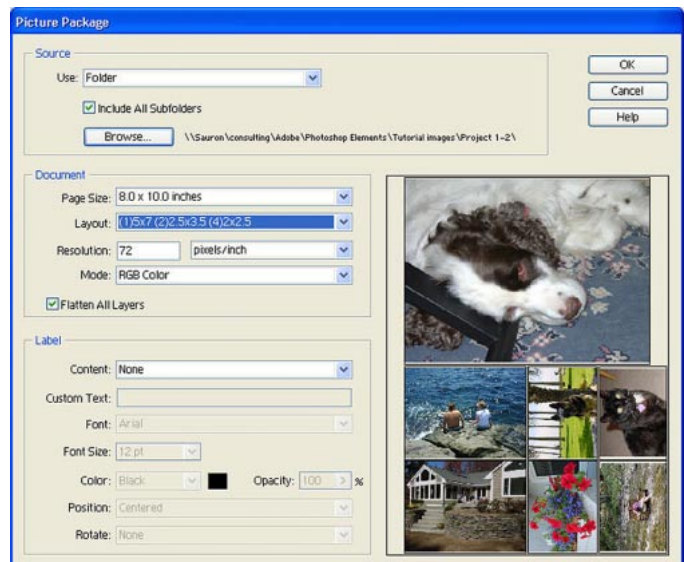 Picture Package
Source
Use: Folder
Include All Subfolders
Browse... \\Sauron\consulting\Adobe\Photoshop Elements\Tutorial images\Project 1-2\
OK
Cancel
Help
Document
Page Size: 8.0 x 10.0 inches
Layout: (1)5x7 (2)2.5x3.5 (4)2x2.5
Resolution: 72 pixels/inch
Mode: RGB Color
Flatten All Layers
Label
Content: None
Custom Text:
Font: Arial
Font Size: 12 pt
Color: Black Opacity: 100 %
Position: Centered
Rotate: None